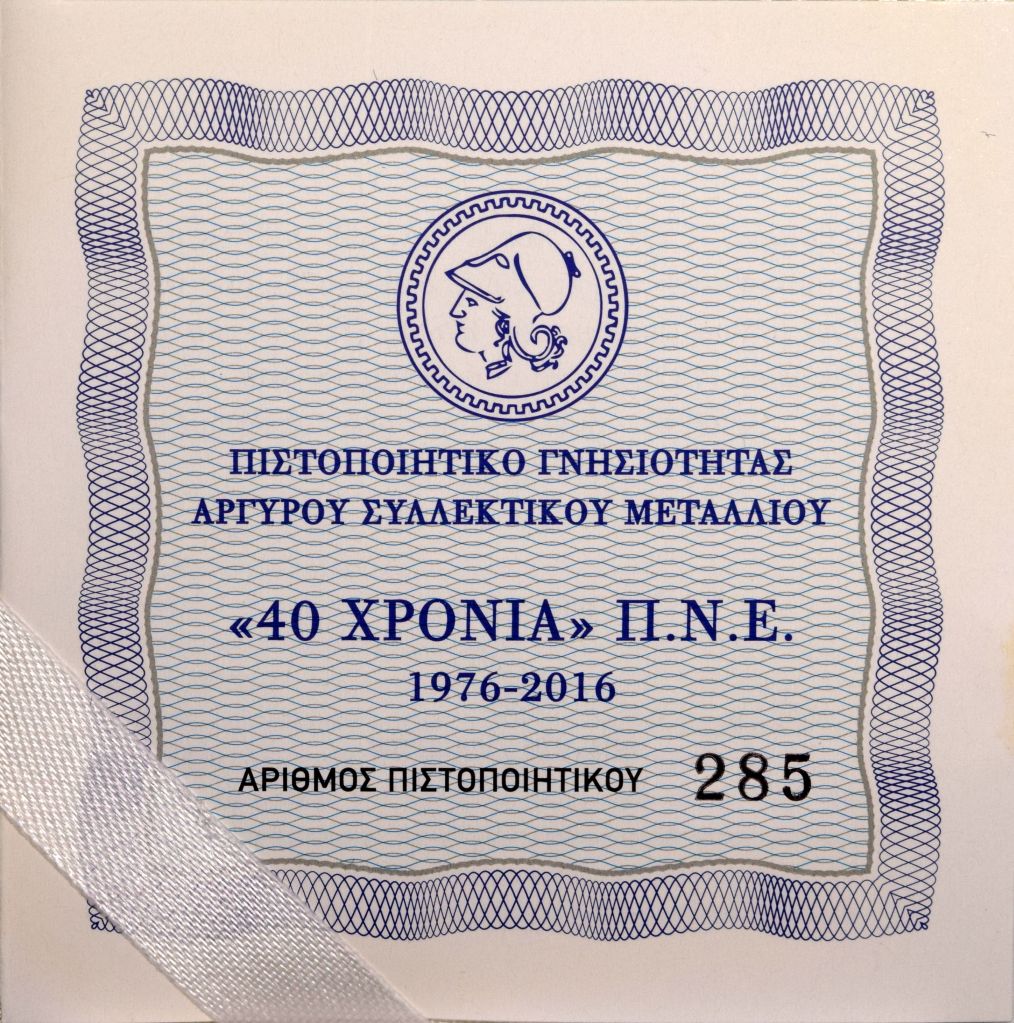 ΠΙΣΤΟΠΟΙΗΤΙΚΟ ΓΝΗΣΙΟΤΗΤΑΣ
ΑΡΓΥΡΟΥ ΣΥΛΛΕΚΤΙΚΟΥ ΜΕΤΑΛΛΙΟΥ
«40 ΧΡΟΝΙΑ» Π.Ν.Ε.
1976-2016
ΑΡΙΘΜΟΣ ΠΙΣΤΟΠΟΙΗΤΙΚΟΥ 285